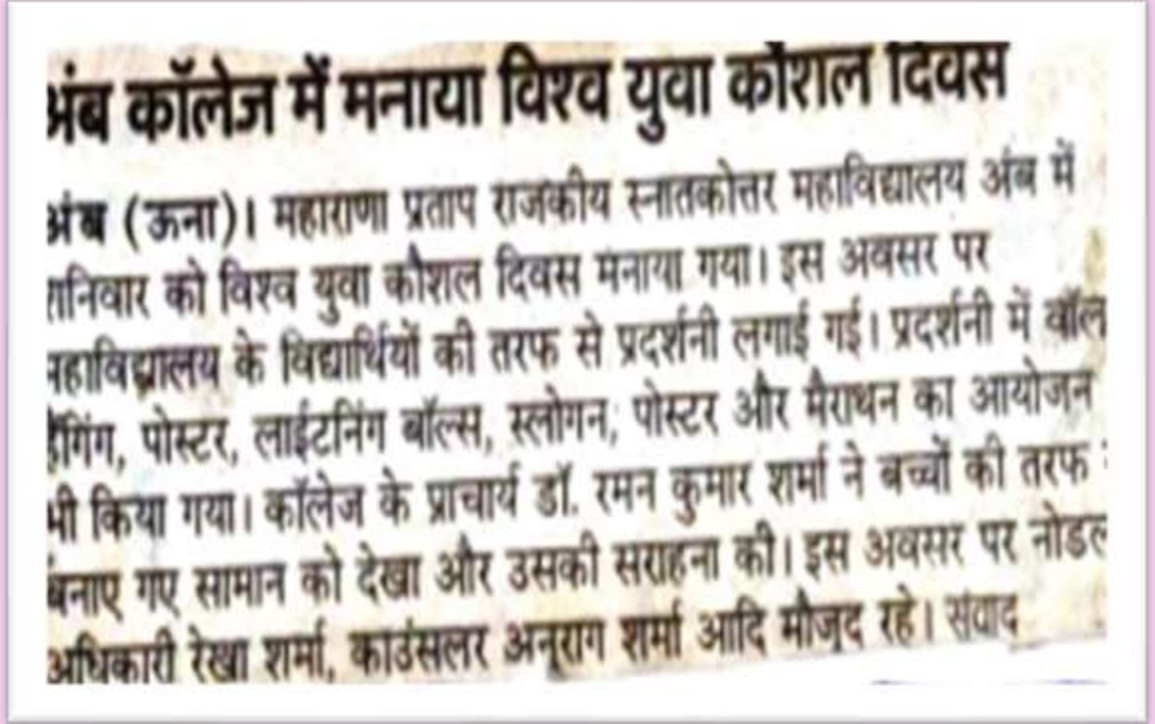 अंब कॉलेज में मनाया विश्व युवा कौशल दिवस
अंब (ऊना)। महाराणा प्रताप राजकीय स्नातकोत्तर महाविद्यालय अंब में
शनिवार को विश्व युवा कौशल दिवस मनाया गया। इस अवसर पर
महाविद्यालय के विद्यार्थियों की तरफ से प्रदर्शनी लगाई गई। प्रदर्शनी में वॉल
हैंगिंग, पोस्टर, लाईटनिंग बॉल्स, स्लोगन, पोस्टर और मैराथन का आयोजन
भी किया गया। कॉलेज के प्राचार्य डॉ. रमन कुमार शर्मा ने बच्चों की तरफ
बनाए गए सामान को देखा और उसकी सराहना की। इस अवसर पर नोडल
अधिकारी रेखा शर्मा, काउंसलर अनुराग शर्मा आदि मौजूद रहे। संवाद